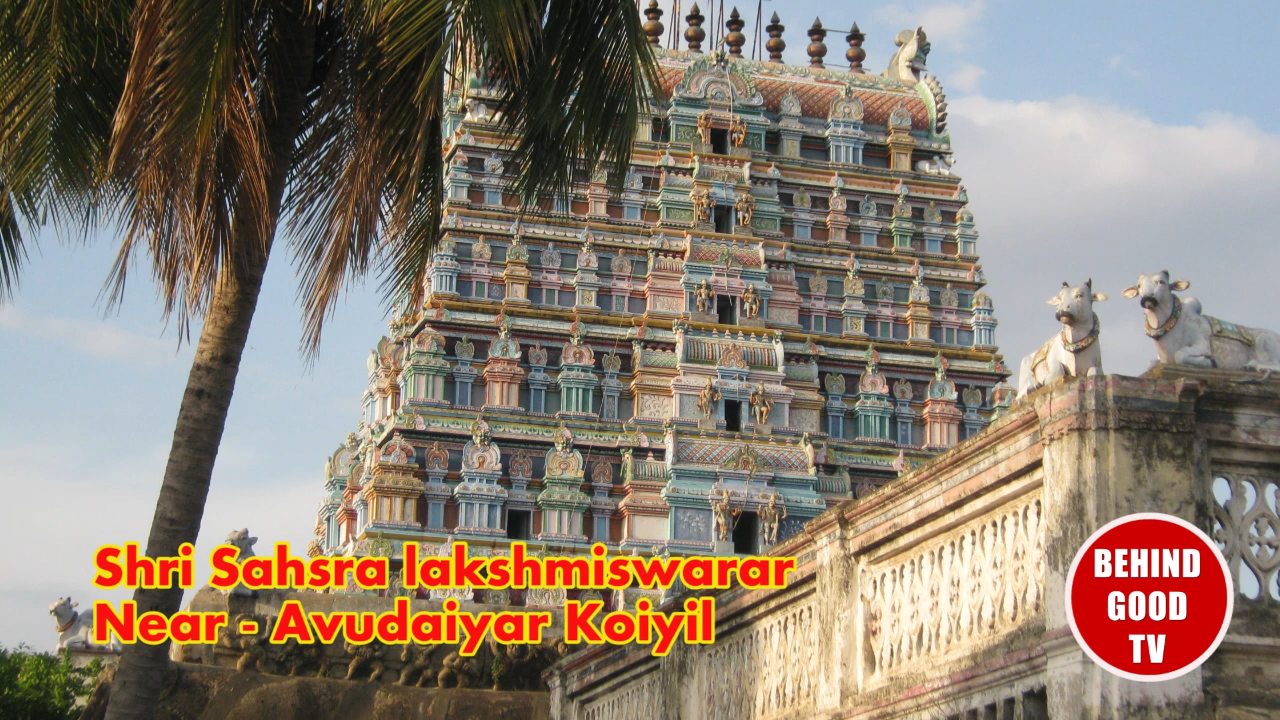 Shri Sahsra lakshmiswarar
Near - Avudaiyar Koiyil
BEHIND
GOOD
TV